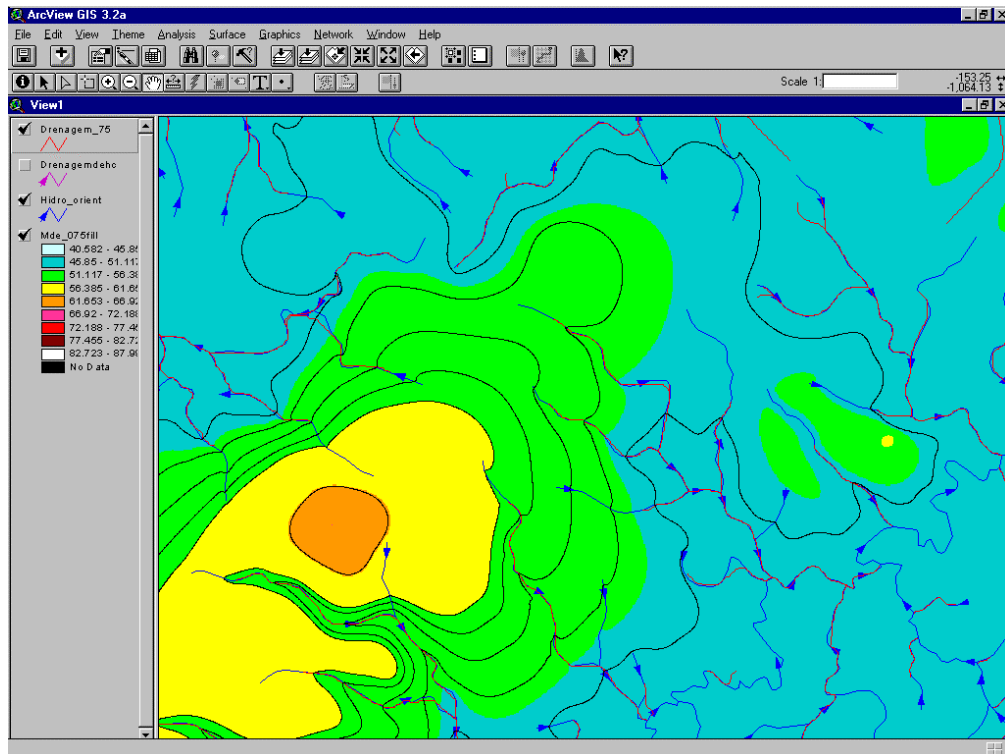 ArcView GIS 3.2a
File Edit View Theme Analysis Surface Graphics Network Window Help
Scale 1:
-153.25
-1,064.13
View1
Drenagem_75
Drenagemdehc
Hidro_orient
Mde_075fill
40.582 - 45.85
45.85 - 51.117
51.117 - 56.38
56.385 - 61.65
61.653 - 66.92
66.92 - 72.188
72.188 - 77.45
77.455 - 82.72
82.723 - 87.99
No Data